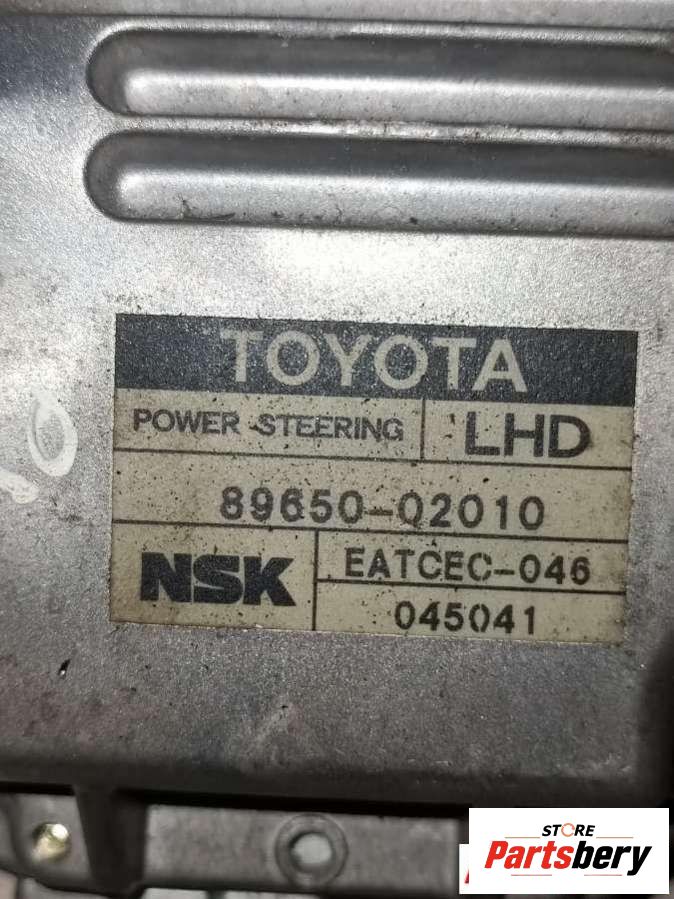 TOYOTA
POWER STEERING LHD
89650-02010
NSK EATCEC-046
045041
STORE
Partsbery